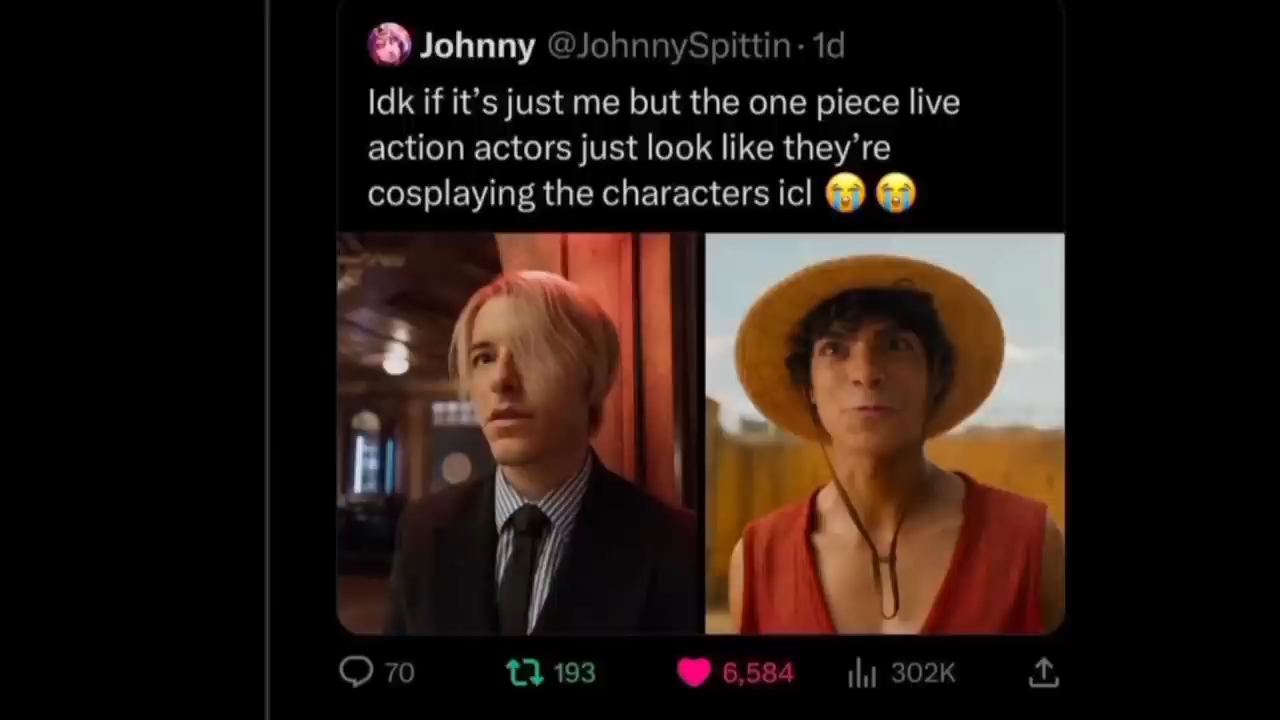 Johnny @JohnnySpittin · 1d
Idk if it’s just me but the one piece live
action actors just look like they’re
cosplaying the characters icl 😭😭
70 193 6,584 302K